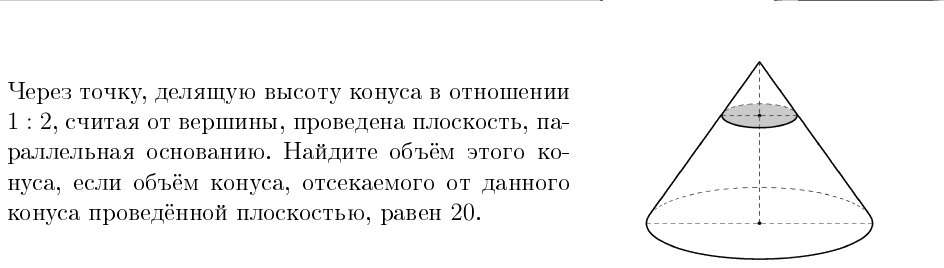 Через точку, делящую высоту конуса в отношении
1 : 2, считая от вершины, проведена плоскость, па-
раллельная основанию. Найдите объём этого ко-
нуса, если объём конуса, отсекаемого от данного
конуса проведённой плоскостью, равен 20.